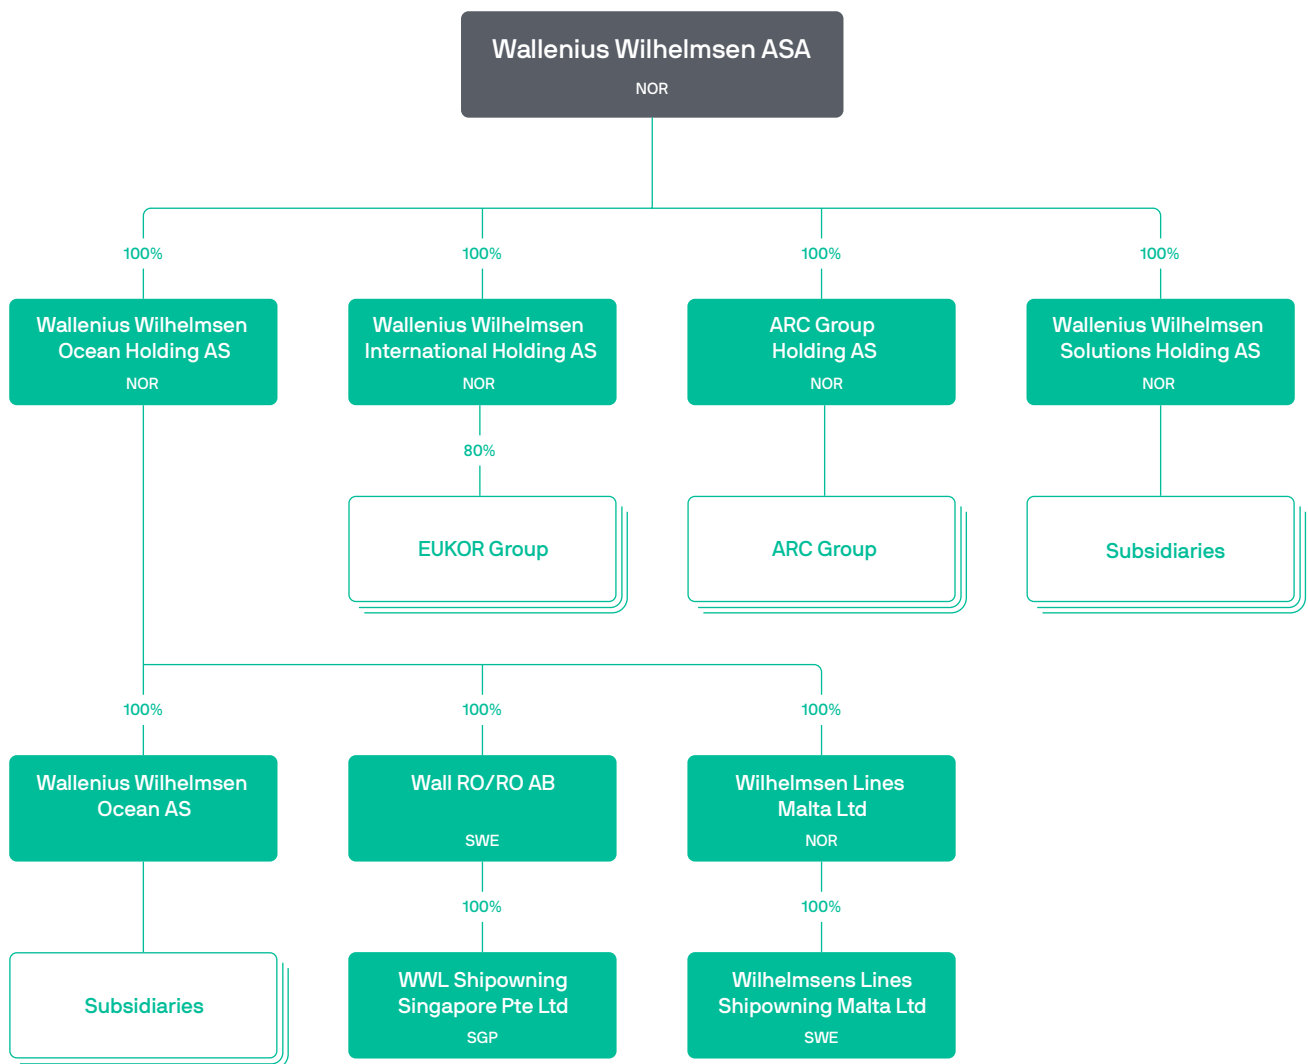 Wallenius Wilhelmsen ASA
NOR
100%
100%
100%
100%
Wallenius Wilhelmsen
Ocean Holding AS
NOR
Wallenius Wilhelmsen
International Holding AS
NOR
ARC Group
Holding AS
NOR
Wallenius Wilhelmsen
Solutions Holding AS
NOR
80%
EUKOR Group
ARC Group
Subsidiaries
100%
100%
100%
Wallenius Wilhelmsen
Ocean AS
Wall RO/RO AB
SWE
Wilhelmsen Lines
Malta Ltd
NOR
100%
100%
Subsidiaries
WWL Shipowning
Singapore Pte Ltd
SGP
Wilhelmsens Lines
Shipowning Malta Ltd
SWE